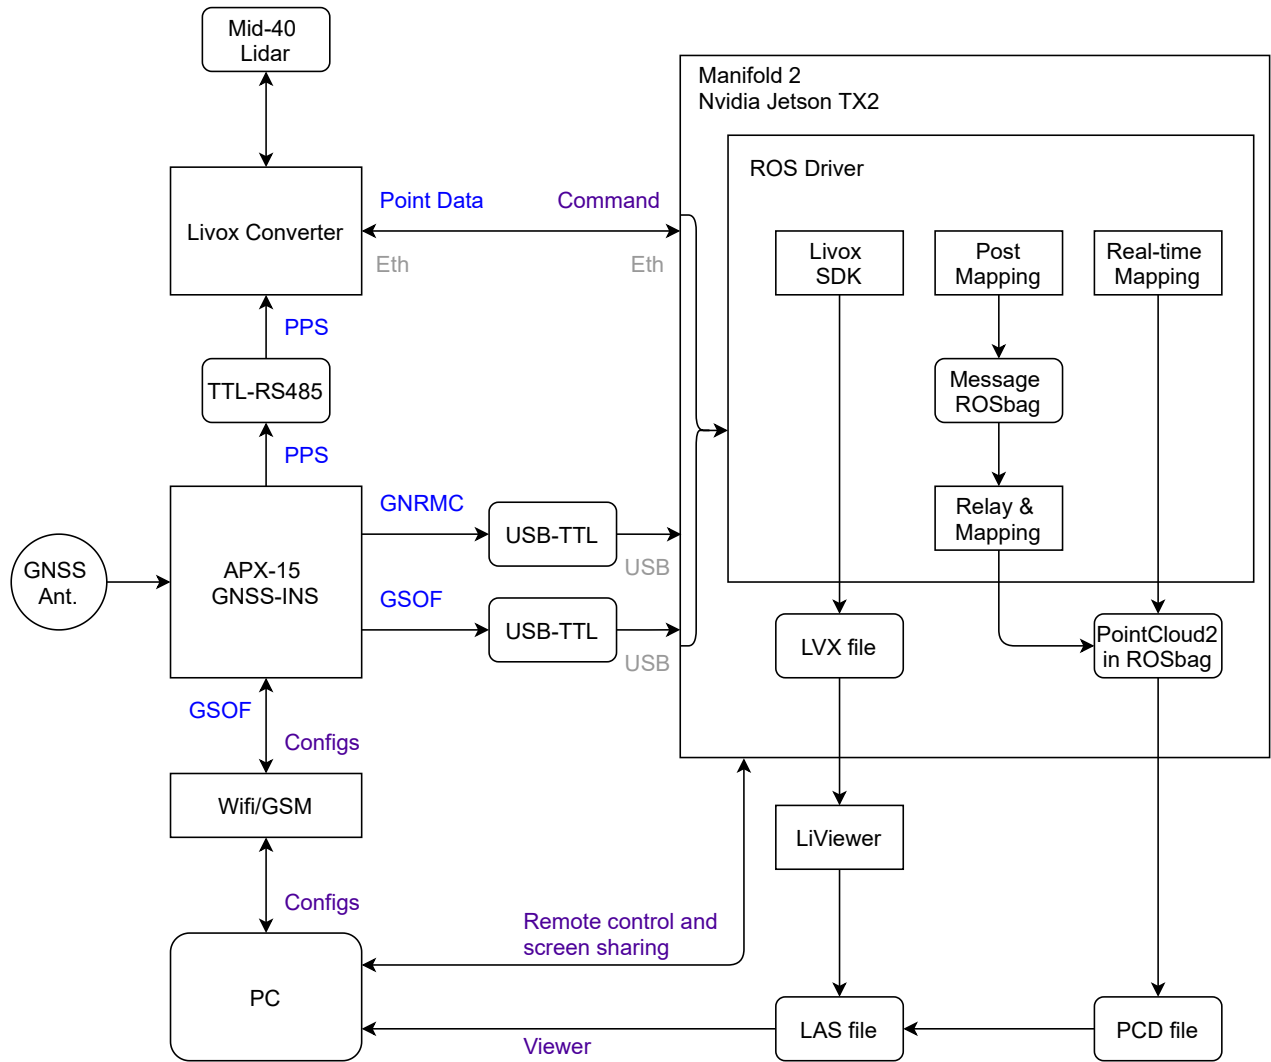 Mid-40
Lidar
Manifold 2
Nvidia Jetson TX2
ROS Driver
Livox Converter
Point Data
Command
Eth
Eth
Livox
SDK
Post
Mapping
Real-time
Mapping
PPS
TTL-RS485
PPS
Message
ROSbag
Relay &
Mapping
GNSS
Ant.
APX-15
GNSS-INS
GNRMC
USB-TTL
USB
GSOF
USB-TTL
USB
LVX file
PointCloud2
in ROSbag
GSOF
Configs
Wifi/GSM
LiViewer
Configs
Remote control and
screen sharing
PC
LAS file
PCD file
Viewer